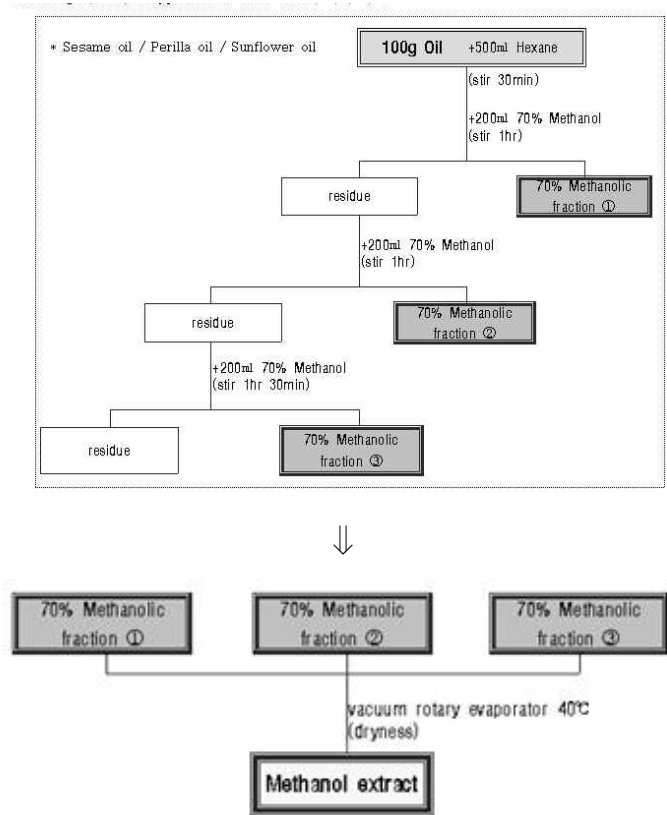 * Sesame oil / Perilla oil / Sunflower oil
100g Oil +500ml Hexane
(stir 30min)
+200ml 70% Methanol
(stir 1hr)
residue
70% Methanolic
fraction ①
+200ml 70% Methanol
(stir 1hr)
residue
70% Methanolic
fraction ②
+200ml 70% Methanol
(stir 1hr 30min)
residue
70% Methanolic
fraction ③
⇓
70% Methanolic
fraction ①
70% Methanolic
fraction ②
70% Methanolic
fraction ③
vacuum rotary evaporator 40℃
(dryness)
Methanol extract